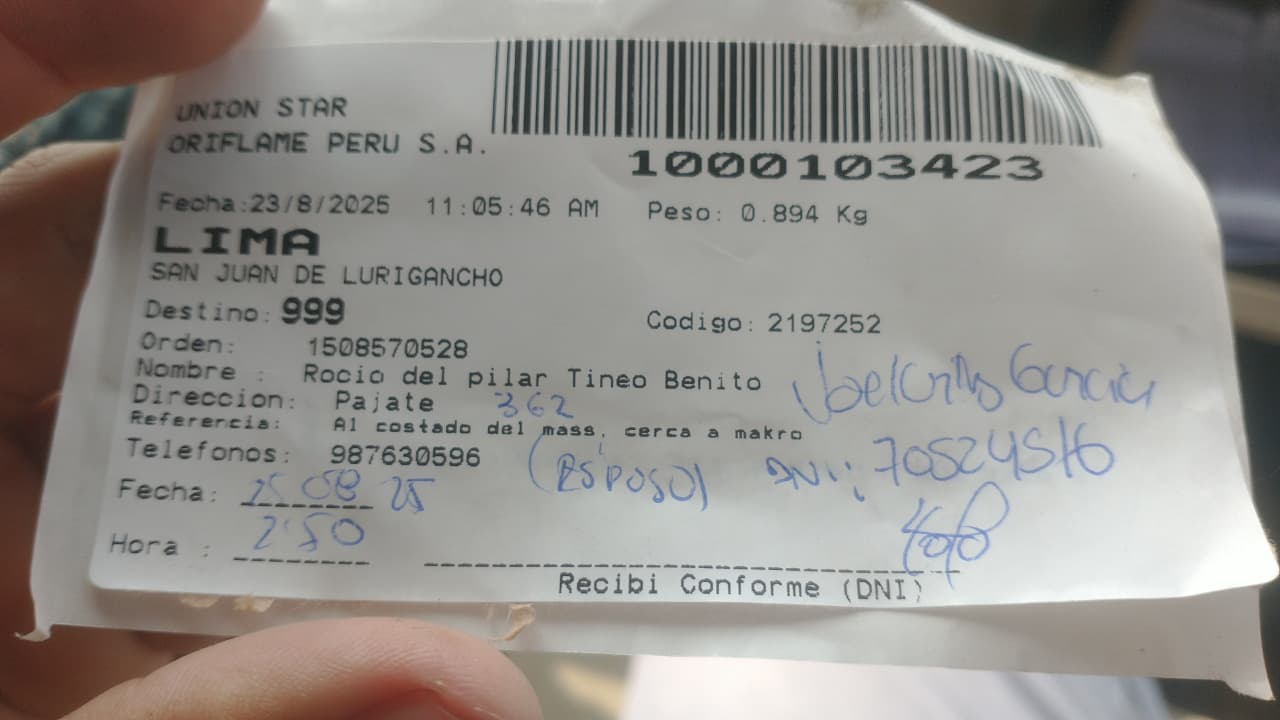 UNION STAR
ORIFLAME PERU S.A.
1000103423
Fecha:23/8/2025 11:05:46 AM Peso: 0.894 Kg
LIMA
SAN JUAN DE LURIGANCHO
Destino: 999 Codigo: 2197252
Orden: 1508570528
Nombre : Rocio del pilar Tineo Benito
Direccion: Pajate 362
Referencia: Al costado del mass, cerca a makro
Telefonos: 987630596 (ESPOSO) DNI: 70524516
Fecha: 25 08 25
Hora : 2:50
Recibi Conforme (DNI)